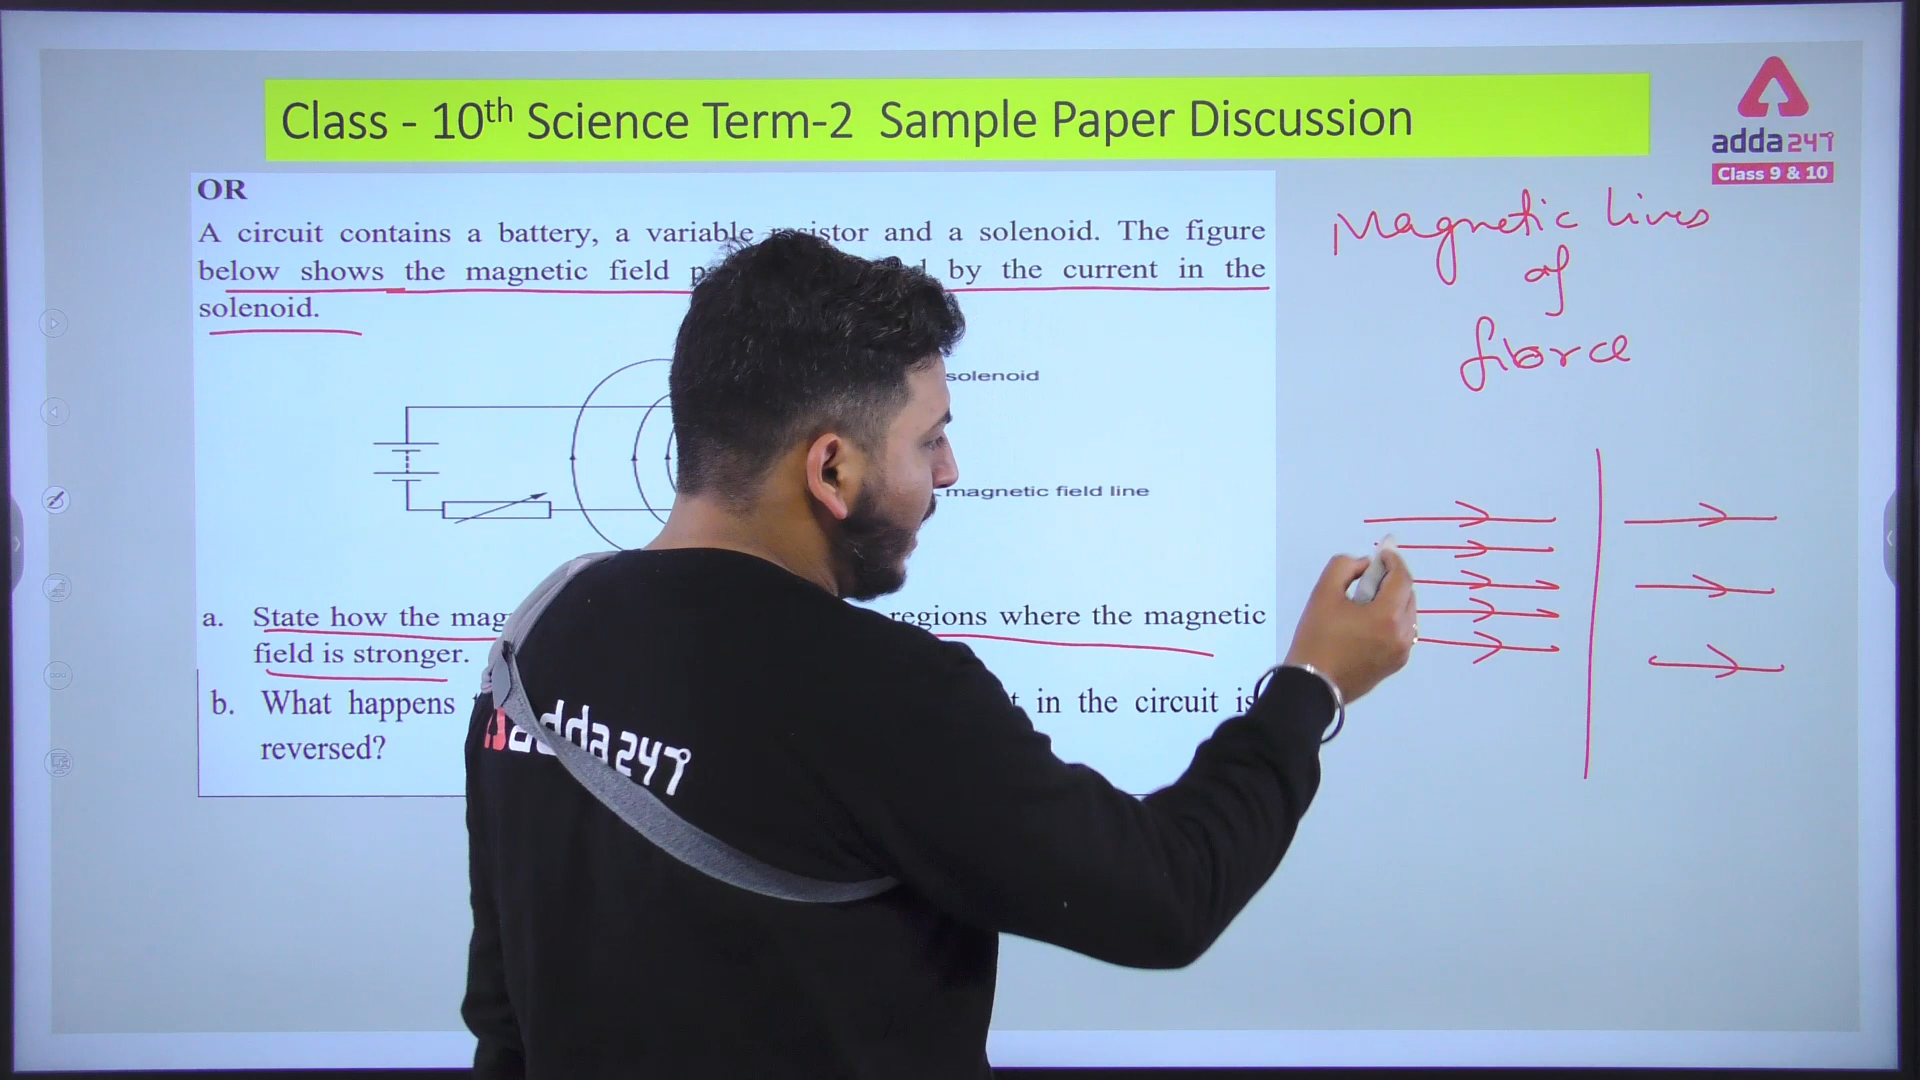 Class - 10th Science Term-2 Sample Paper Discussion
adda247
Class 9 & 10
OR
A circuit contains a battery, a variable resistor and a solenoid. The figure
below shows the magnetic field by the current in the
solenoid.
solenoid
magnetic field line
a. State how the mag regions where the magnetic
field is stronger.
b. What happens in the circuit is
reversed?
Magnetic lines
of
force
adda247